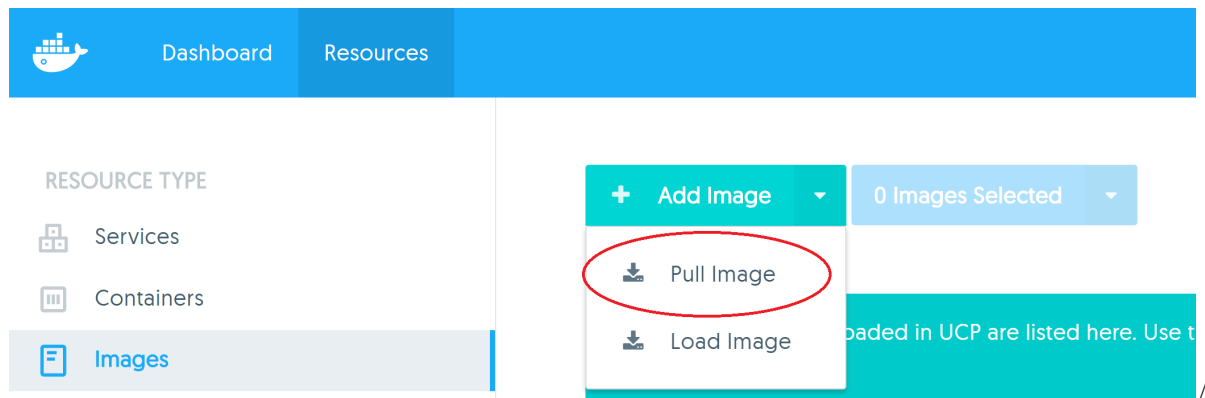 Dashboard Resources
RESOURCE TYPE
+ Add Image 0 Images Selected
Services
Pull Image
Containers
Load Image
in UCP are listed here. Use
Images
/